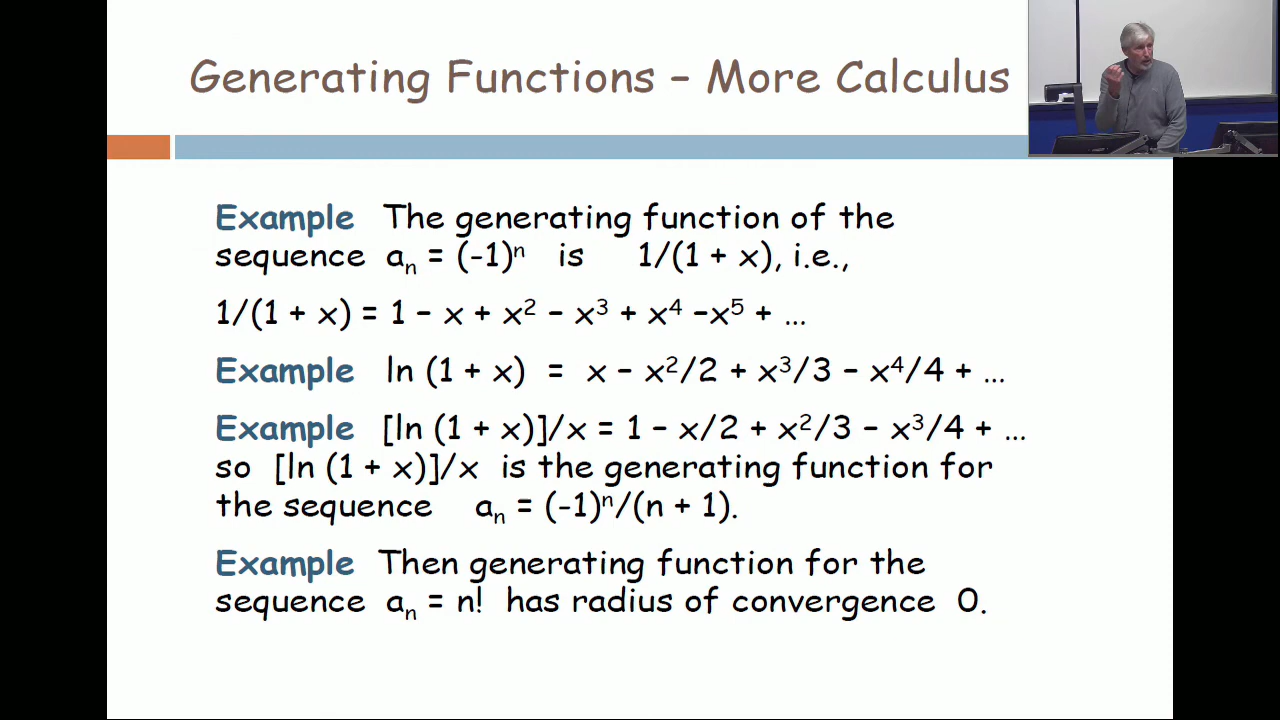 Generating Functions – More Calculus
Example The generating function of the
sequence aₙ = (-1)ⁿ is 1/(1 + x), i.e.,
1/(1 + x) = 1 – x + x² – x³ + x⁴ –x⁵ + …
Example ln (1 + x) = x – x²/2 + x³/3 – x⁴/4 + …
Example [ln (1 + x)]/x = 1 – x/2 + x²/3 – x³/4 + …
so [ln (1 + x)]/x is the generating function for
the sequence aₙ = (-1)ⁿ/(n + 1).
Example Then generating function for the
sequence aₙ = n! has radius of convergence 0.